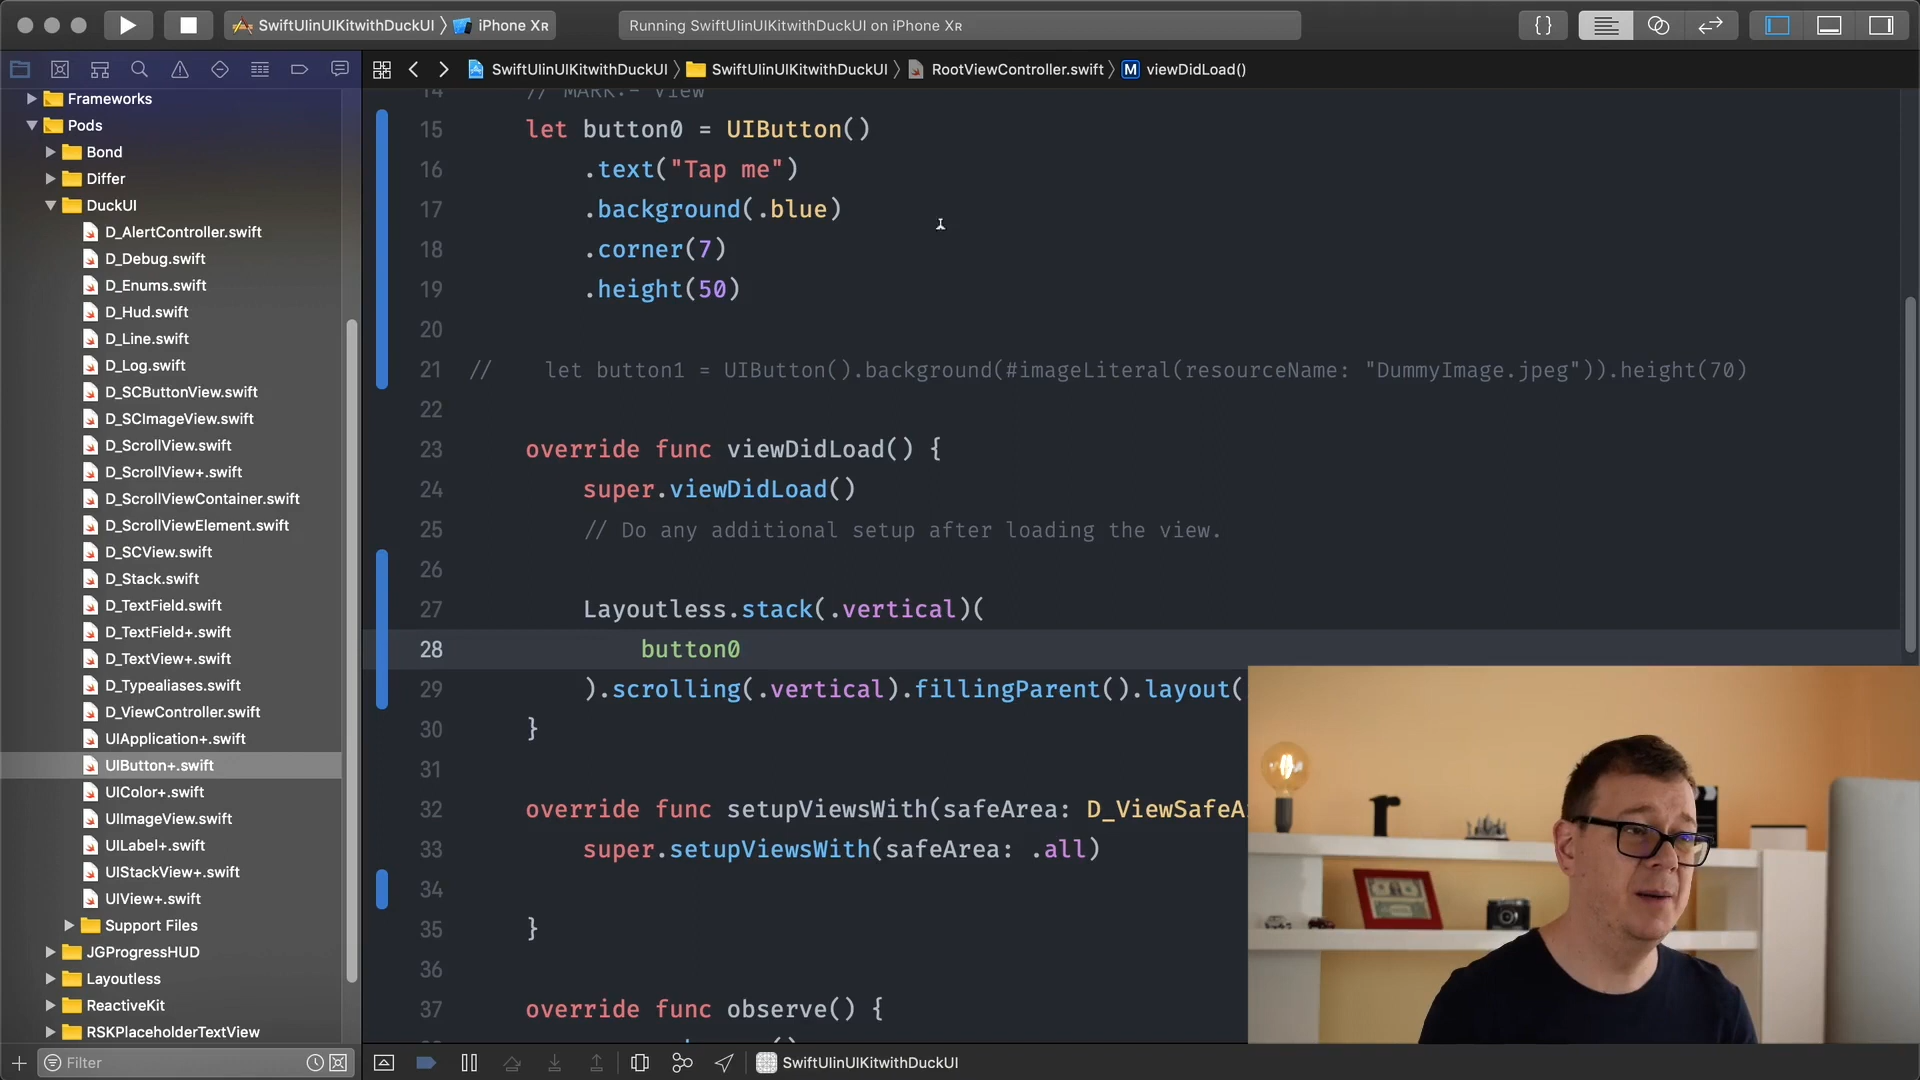 SwiftUIinUIKitwithDuckUI 〉 iPhone XR
Running SwiftUIinUIKitwithDuckUI on iPhone XR
{}
SwiftUIinUIKitwithDuckUI 〉 SwiftUIinUIKitwithDuckUI 〉 RootViewController.swift 〉 M viewDidLoad()
Frameworks
Pods
Bond
Differ
DuckUI
D_AlertController.swift
D_Debug.swift
D_Enums.swift
D_Hud.swift
D_Line.swift
D_Log.swift
D_SCButtonView.swift
D_SCImageView.swift
D_ScrollView.swift
D_ScrollView+.swift
D_ScrollViewContainer.swift
D_ScrollViewElement.swift
D_SCView.swift
D_Stack.swift
D_TextField.swift
D_TextField+.swift
D_TextView+.swift
D_Typealiases.swift
D_ViewController.swift
UIApplication+.swift
UIButton+.swift
UIColor+.swift
UIImageView.swift
UILabel+.swift
UIStackView+.swift
UIView+.swift
Support Files
JGProgressHUD
Layoutless
ReactiveKit
RSKPlaceholderTextView
Filter
14 // MARK:- View
15 let button0 = UIButton()
16 .text("Tap me")
17 .background(.blue)
18 .corner(7)
19 .height(50)
20
21 // let button1 = UIButton().background(#imageLiteral(resourceName: "DummyImage.jpeg")).height(70)
22
23 override func viewDidLoad() {
24 super.viewDidLoad()
25 // Do any additional setup after loading the view.
26
27 Layoutless.stack(.vertical)(
28 button0
29 ).scrolling(.vertical).fillingParent().layout(
30 }
31
32 override func setupViewsWith(safeArea: D_ViewSafeA
33 super.setupViewsWith(safeArea: .all)
34
35 }
36
37 override func observe() {
SwiftUIinUIKitwithDuckUI